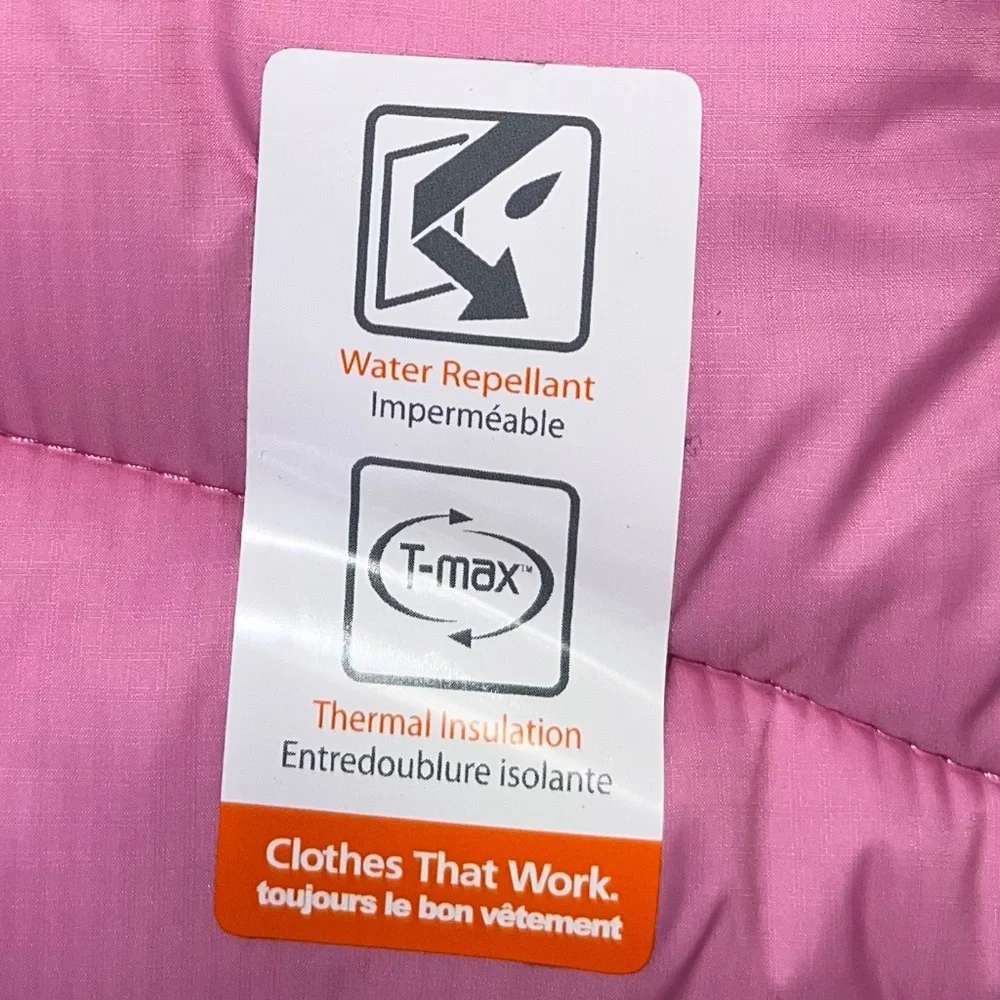 Water Repellant
Imperméable
T-max™
Thermal Insulation
Entredoublure isolante
Clothes That Work.
toujours le bon vêtement